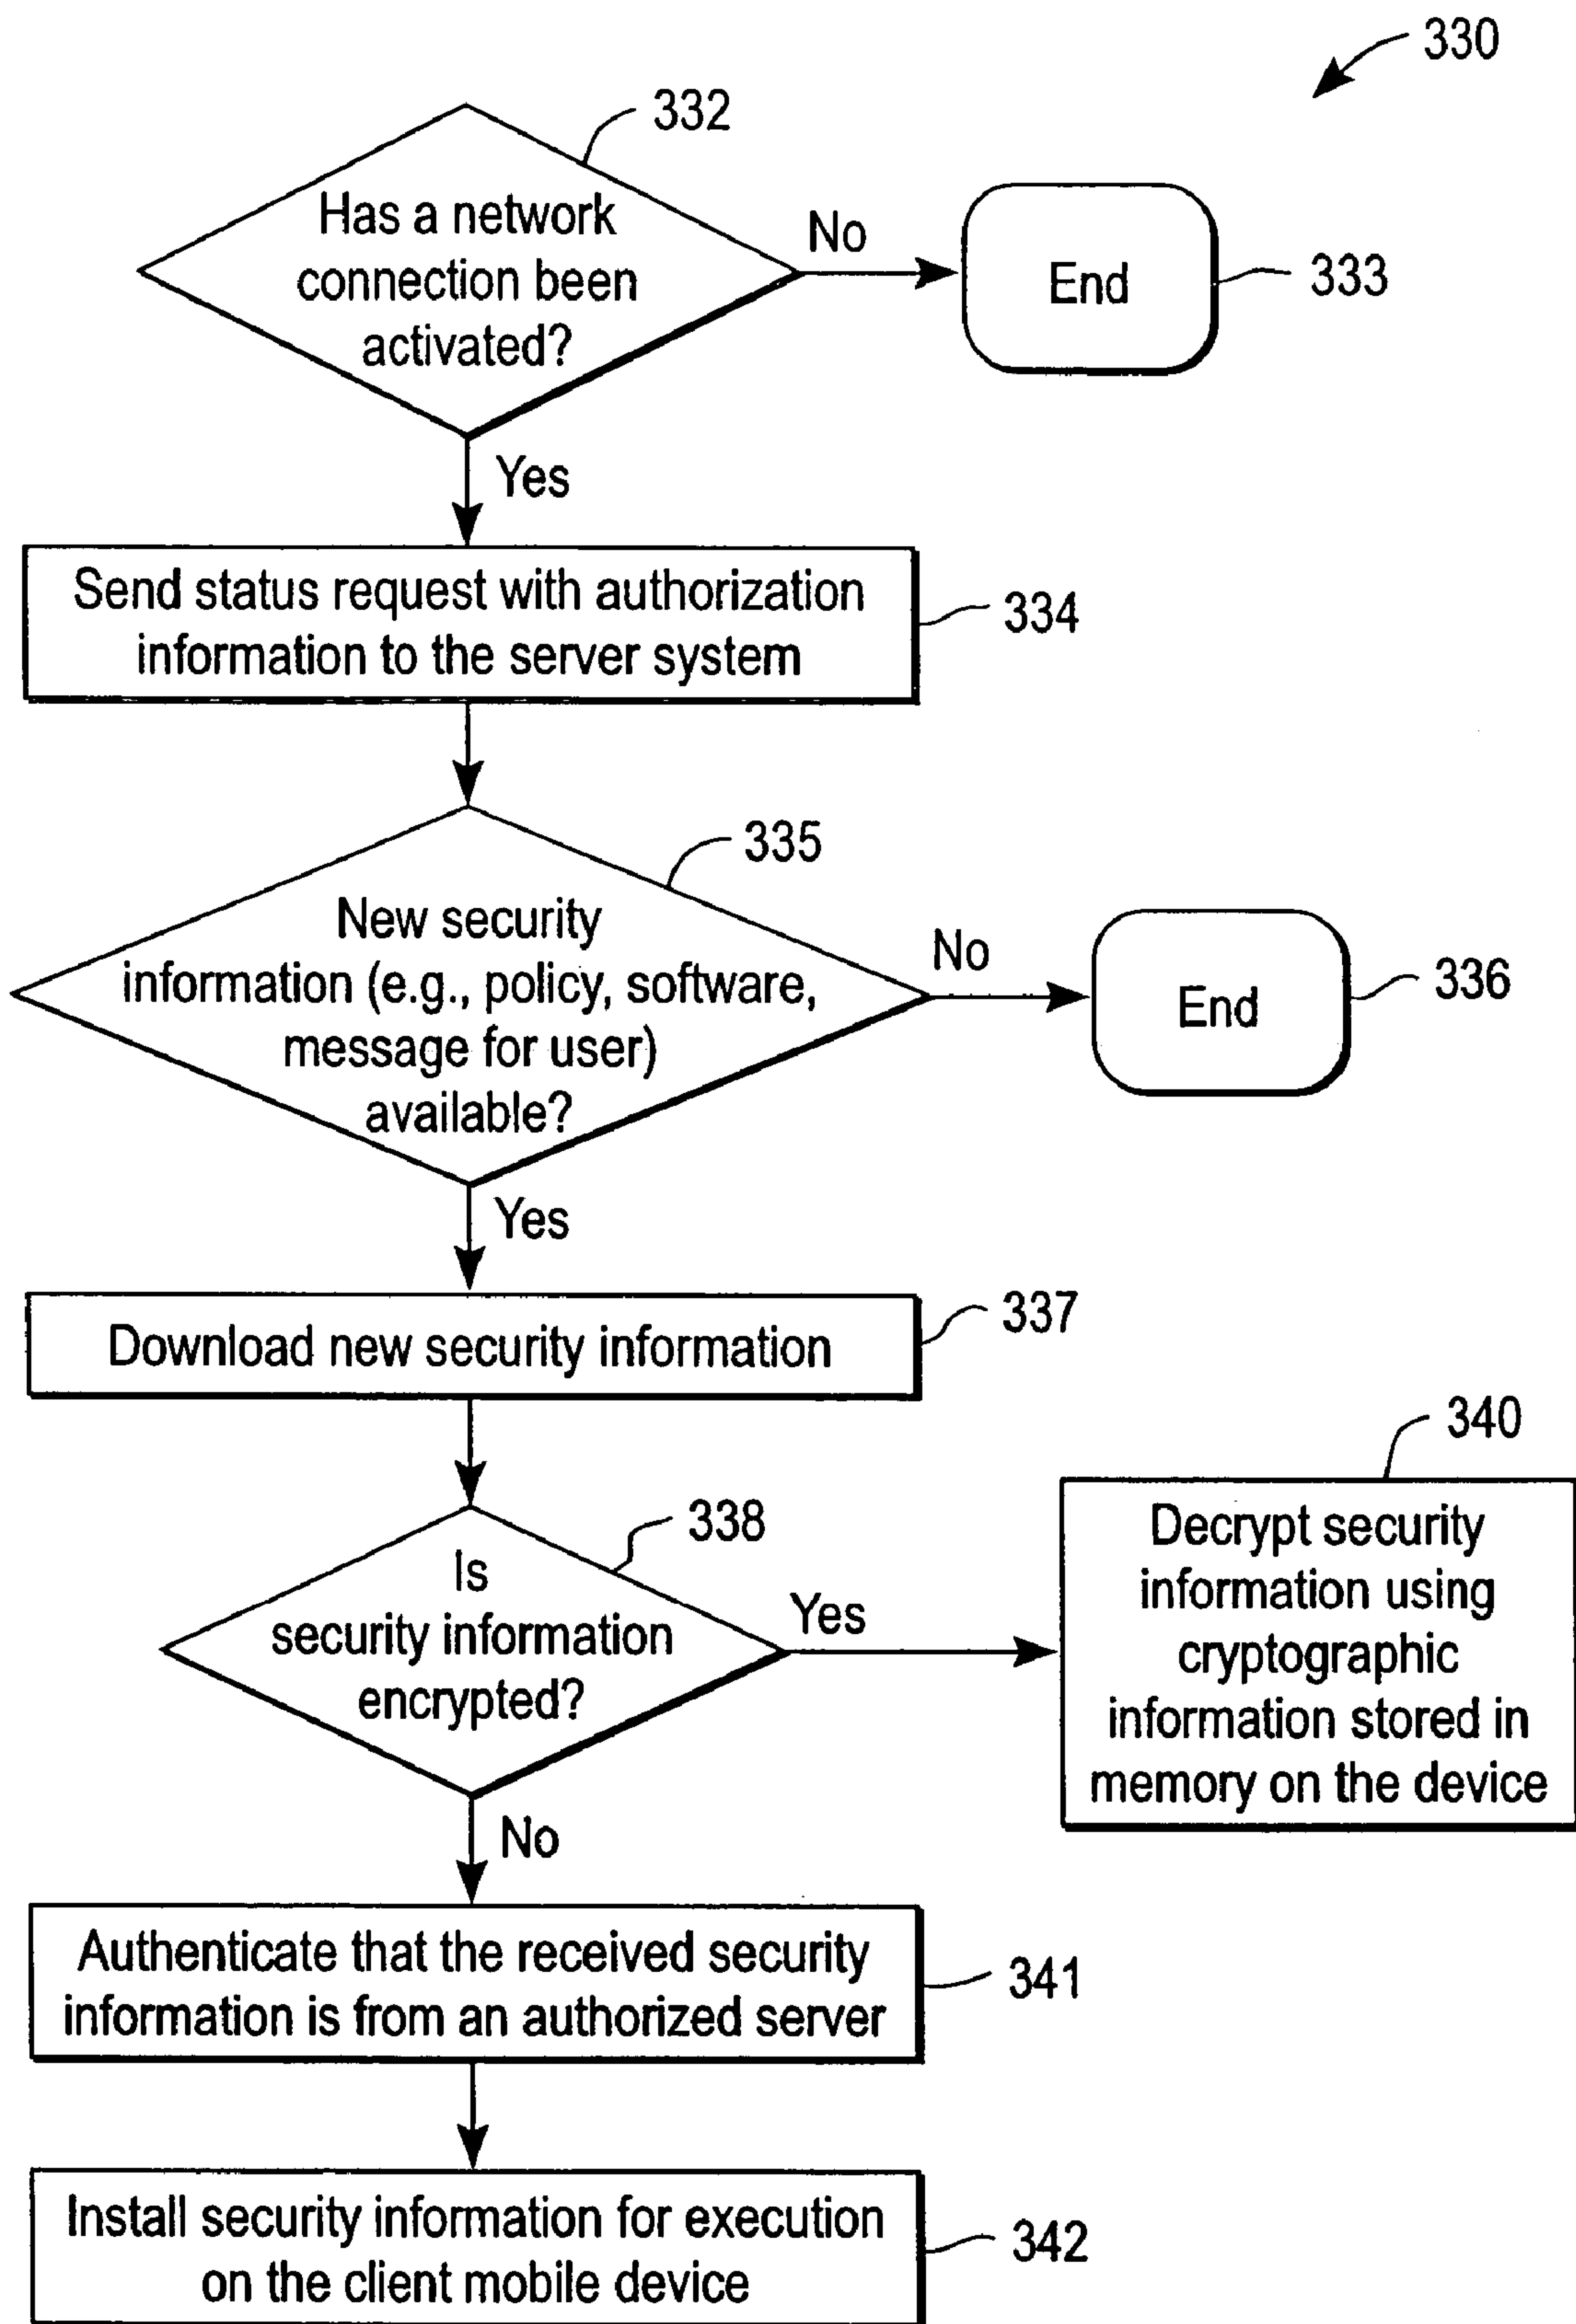 330
332
Has a network
connection been
activated?
No
End
333
Yes
Send status request with authorization
information to the server system
334
335
New security
information (e.g., policy, software,
message for user)
available?
No
End
336
Yes
Download new security information
337
338
Is
security information
encrypted?
Yes
340
Decrypt security
information using
cryptographic
information stored in
memory on the device
No
Authenticate that the received security
information is from an authorized server
341
Install security information for execution
on the client mobile device
342